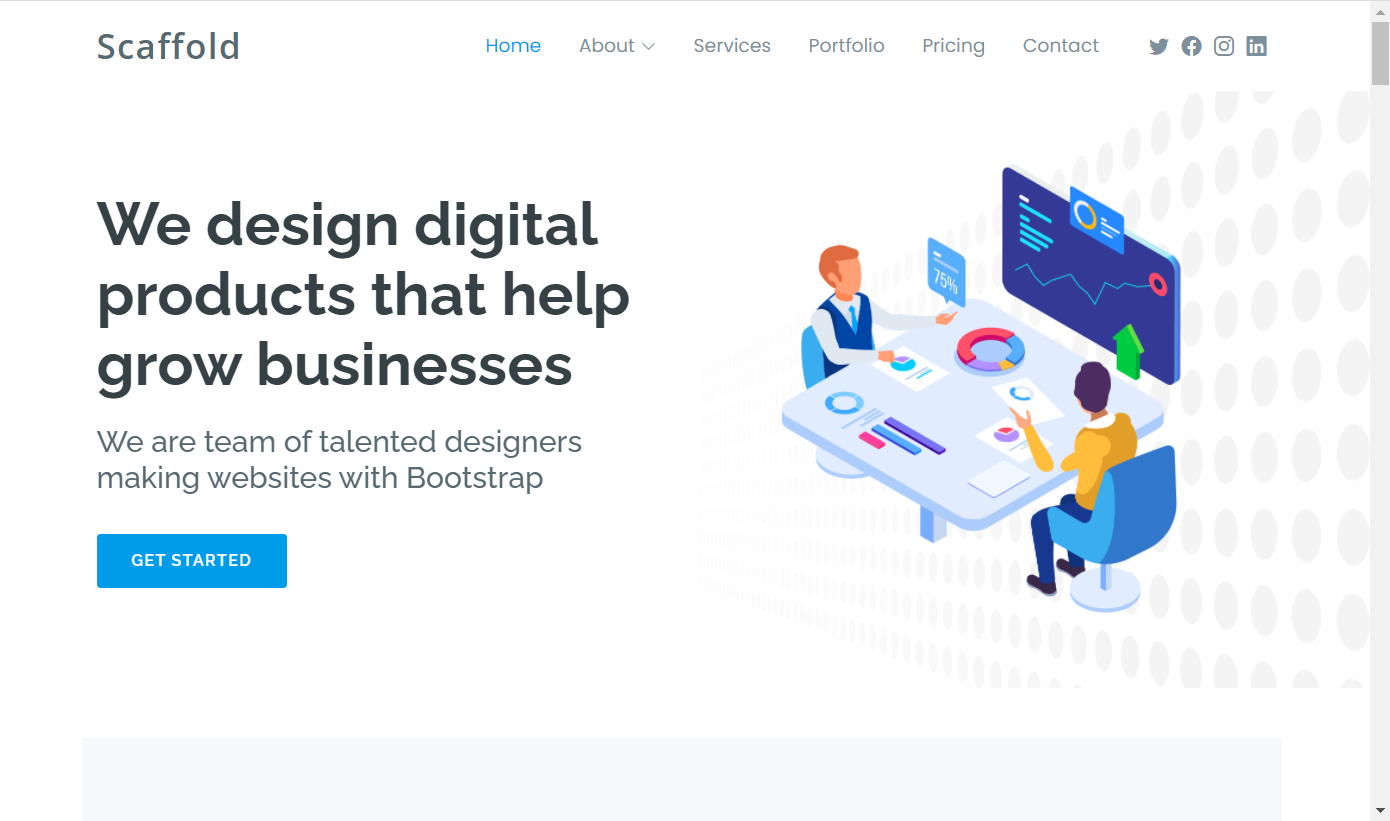 Scaffold
Home About Services Portfolio Pricing Contact
We design digital
products that help
grow businesses
We are team of talented designers
making websites with Bootstrap
GET STARTED
75%